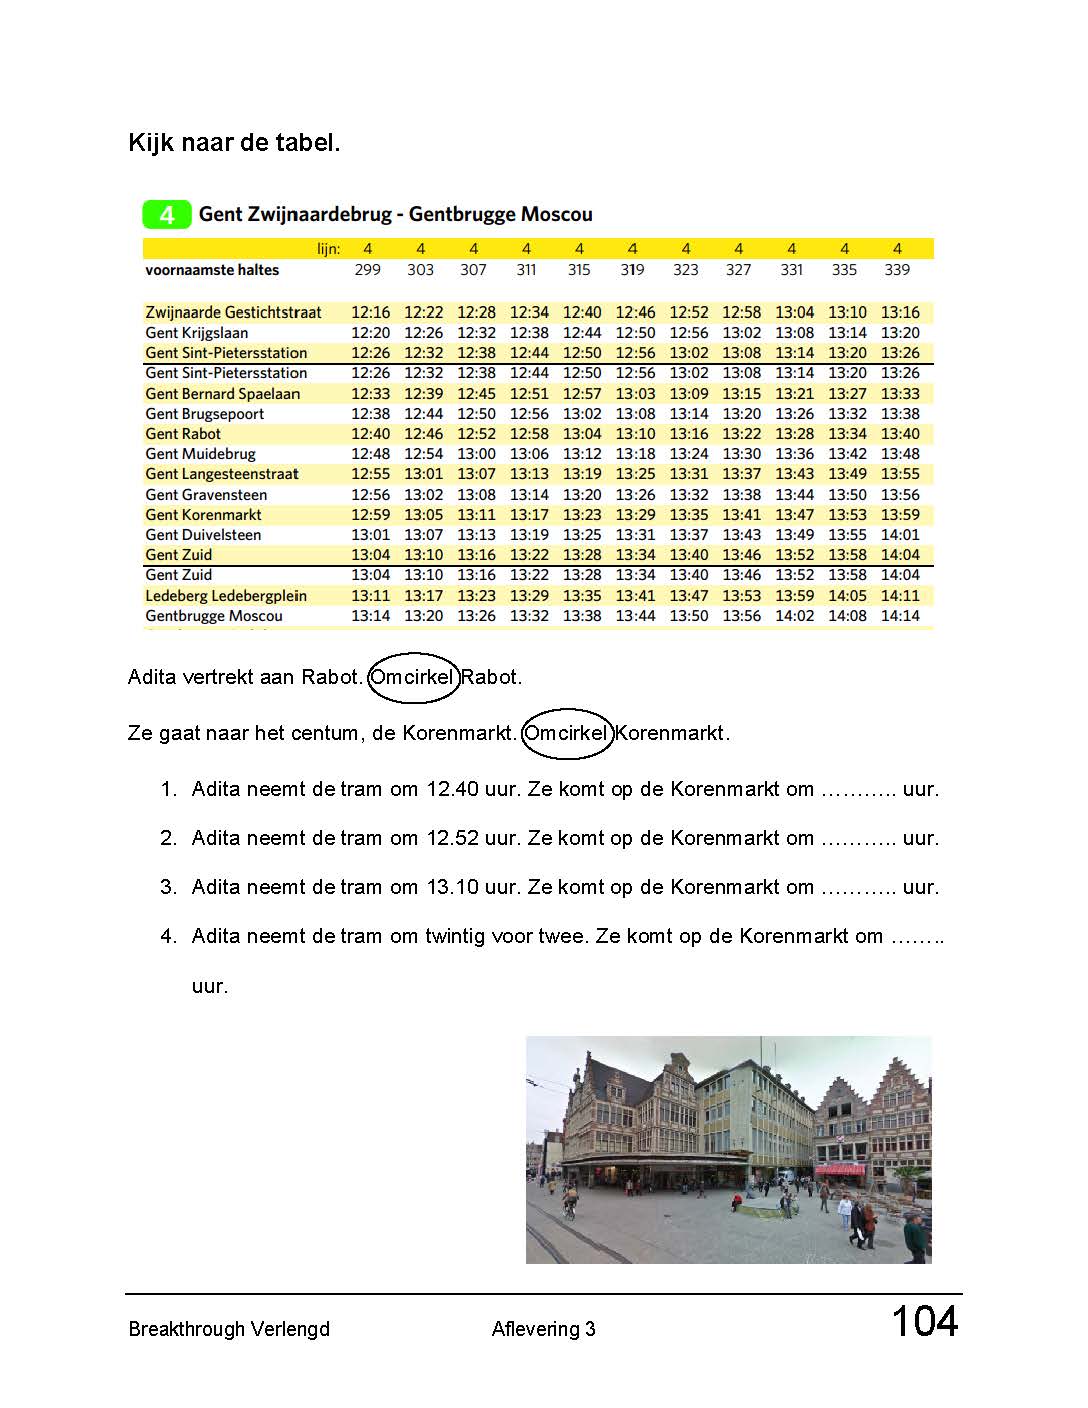 Kijk naar de tabel.
4 Gent Zwijnaardebrug - Gentbrugge Moscou
lijn: 4 4 4 4 4 4 4 4 4 4 4
voornaamste haltes 299 303 307 311 315 319 323 327 331 335 339
Zwijnaarde Gestichtstraat 12:16 12:22 12:28 12:34 12:40 12:46 12:52 12:58 13:04 13:10 13:16
Gent Krijgslaan 12:20 12:26 12:32 12:38 12:44 12:50 12:56 13:02 13:08 13:14 13:20
Gent Sint-Pietersstation 12:26 12:32 12:38 12:44 12:50 12:56 13:02 13:08 13:14 13:20 13:26
Gent Sint-Pietersstation 12:26 12:32 12:38 12:44 12:50 12:56 13:02 13:08 13:14 13:20 13:26
Gent Bernard Spaelaan 12:33 12:39 12:45 12:51 12:57 13:03 13:09 13:15 13:21 13:27 13:33
Gent Brugsepoort 12:38 12:44 12:50 12:56 13:02 13:08 13:14 13:20 13:26 13:32 13:38
Gent Rabot 12:40 12:46 12:52 12:58 13:04 13:10 13:16 13:22 13:28 13:34 13:40
Gent Muidebrug 12:48 12:54 13:00 13:06 13:12 13:18 13:24 13:30 13:36 13:42 13:48
Gent Langesteenstraat 12:55 13:01 13:07 13:13 13:19 13:25 13:31 13:37 13:43 13:49 13:55
Gent Gravensteen 12:56 13:02 13:08 13:14 13:20 13:26 13:32 13:38 13:44 13:50 13:56
Gent Korenmarkt 12:59 13:05 13:11 13:17 13:23 13:29 13:35 13:41 13:47 13:53 13:59
Gent Duivelsteen 13:01 13:07 13:13 13:19 13:25 13:31 13:37 13:43 13:49 13:55 14:01
Gent Zuid 13:04 13:10 13:16 13:22 13:28 13:34 13:40 13:46 13:52 13:58 14:04
Gent Zuid 13:04 13:10 13:16 13:22 13:28 13:34 13:40 13:46 13:52 13:58 14:04
Ledeberg Ledebergplein 13:11 13:17 13:23 13:29 13:35 13:41 13:47 13:53 13:59 14:05 14:11
Gentbrugge Moscou 13:14 13:20 13:26 13:32 13:38 13:44 13:50 13:56 14:02 14:08 14:14
Adita vertrekt aan Rabot. Omcirkel Rabot.
Ze gaat naar het centum, de Korenmarkt. Omcirkel Korenmarkt.
1. Adita neemt de tram om 12.40 uur. Ze komt op de Korenmarkt om ……….. uur.
2. Adita neemt de tram om 12.52 uur. Ze komt op de Korenmarkt om ……….. uur.
3. Adita neemt de tram om 13.10 uur. Ze komt op de Korenmarkt om ……….. uur.
4. Adita neemt de tram om twintig voor twee. Ze komt op de Korenmarkt om ……..
uur.
Breakthrough Verlengd Aflevering 3 104